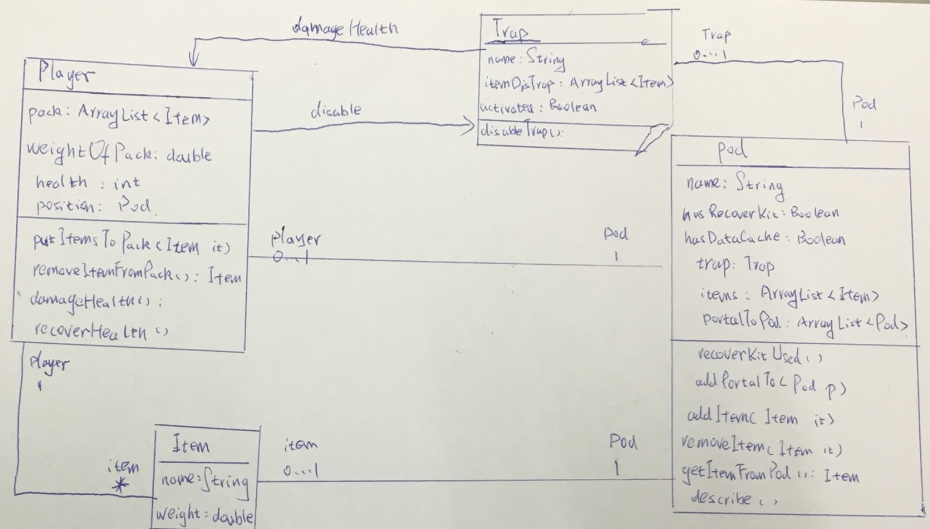 damageHealth
Trap
name: String
itemDisTrap: ArrayList<Item>
activated: Boolean
disableTrap():
Trap
0...1
Pod
1
Player
pack: ArrayList<Item>
weightOfPack: double
health: int
position: Pod.
putItemsToPack(Item it)
removeItemFromPack(): Item
damageHealth():
recoverHealth()
disable
player
0...1
Pod
1
pod
name: String
hasRecoverKit: Boolean
hasDataCache: Boolean
trap: Trap
items: ArrayList<Item>
portalToPod: ArrayList<Pod>
recoverKitUsed()
addPortalTo(Pod p)
addItem(Item it)
removeItem(Item it)
getItemFromPod(): Item
describe()
player
1
item
*
Item
name: String
weight: double
item
0...1
Pod
1